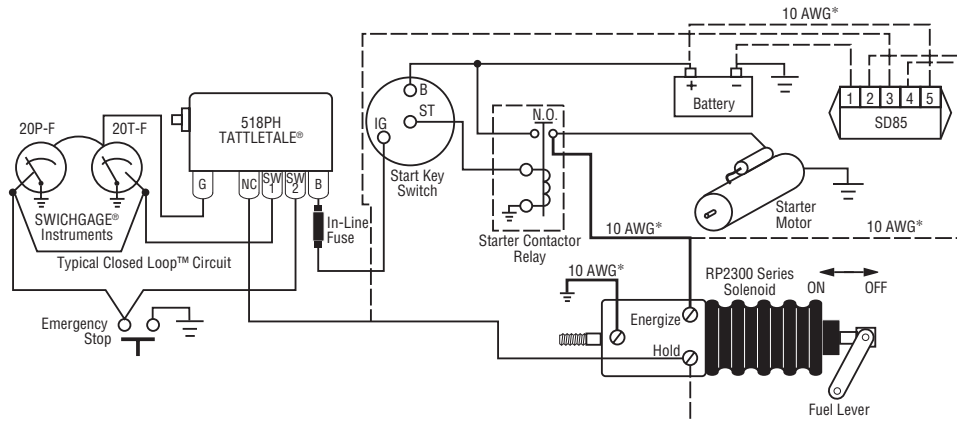 10 AWG*
20P-F
20T-F
518PH
TATTLETALE®
SWICHGAGE®
Instruments
Typical Closed Loop™ Circuit
G
NC
SW
1
SW
2
B
In-Line
Fuse
Emergency
Stop
B
ST
IG
Start Key
Switch
N.O.
Starter Contactor
Relay
+
−
Battery
1 2 3 4 5
SD85
Starter
Motor
10 AWG*
10 AWG*
10 AWG*
RP2300 Series
Solenoid
ON
OFF
Energize
Hold
Fuel Lever